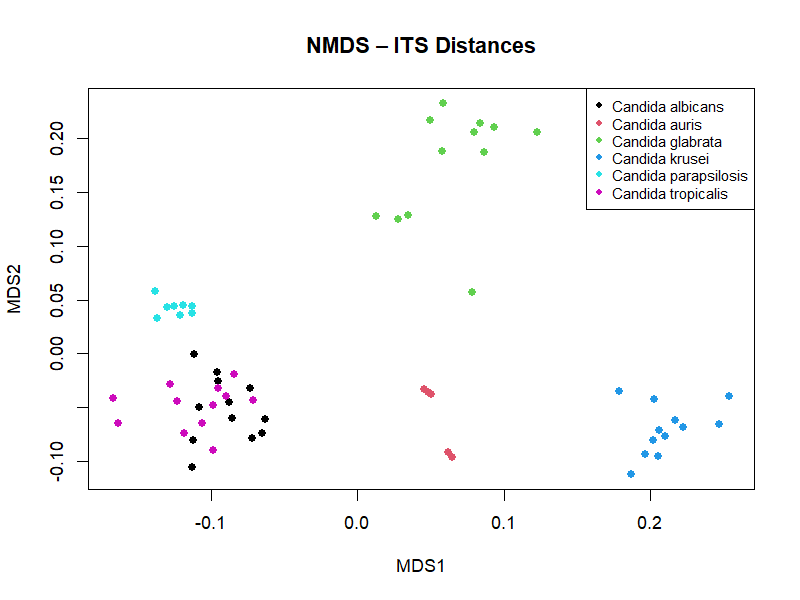 NMDS – ITS Distances
Candida albicans
Candida auris
Candida glabrata
Candida krusei
Candida parapsilosis
Candida tropicalis
0.20
0.15
0.10
0.05
0.00
-0.10
MDS2
-0.1
0.0
0.1
0.2
MDS1